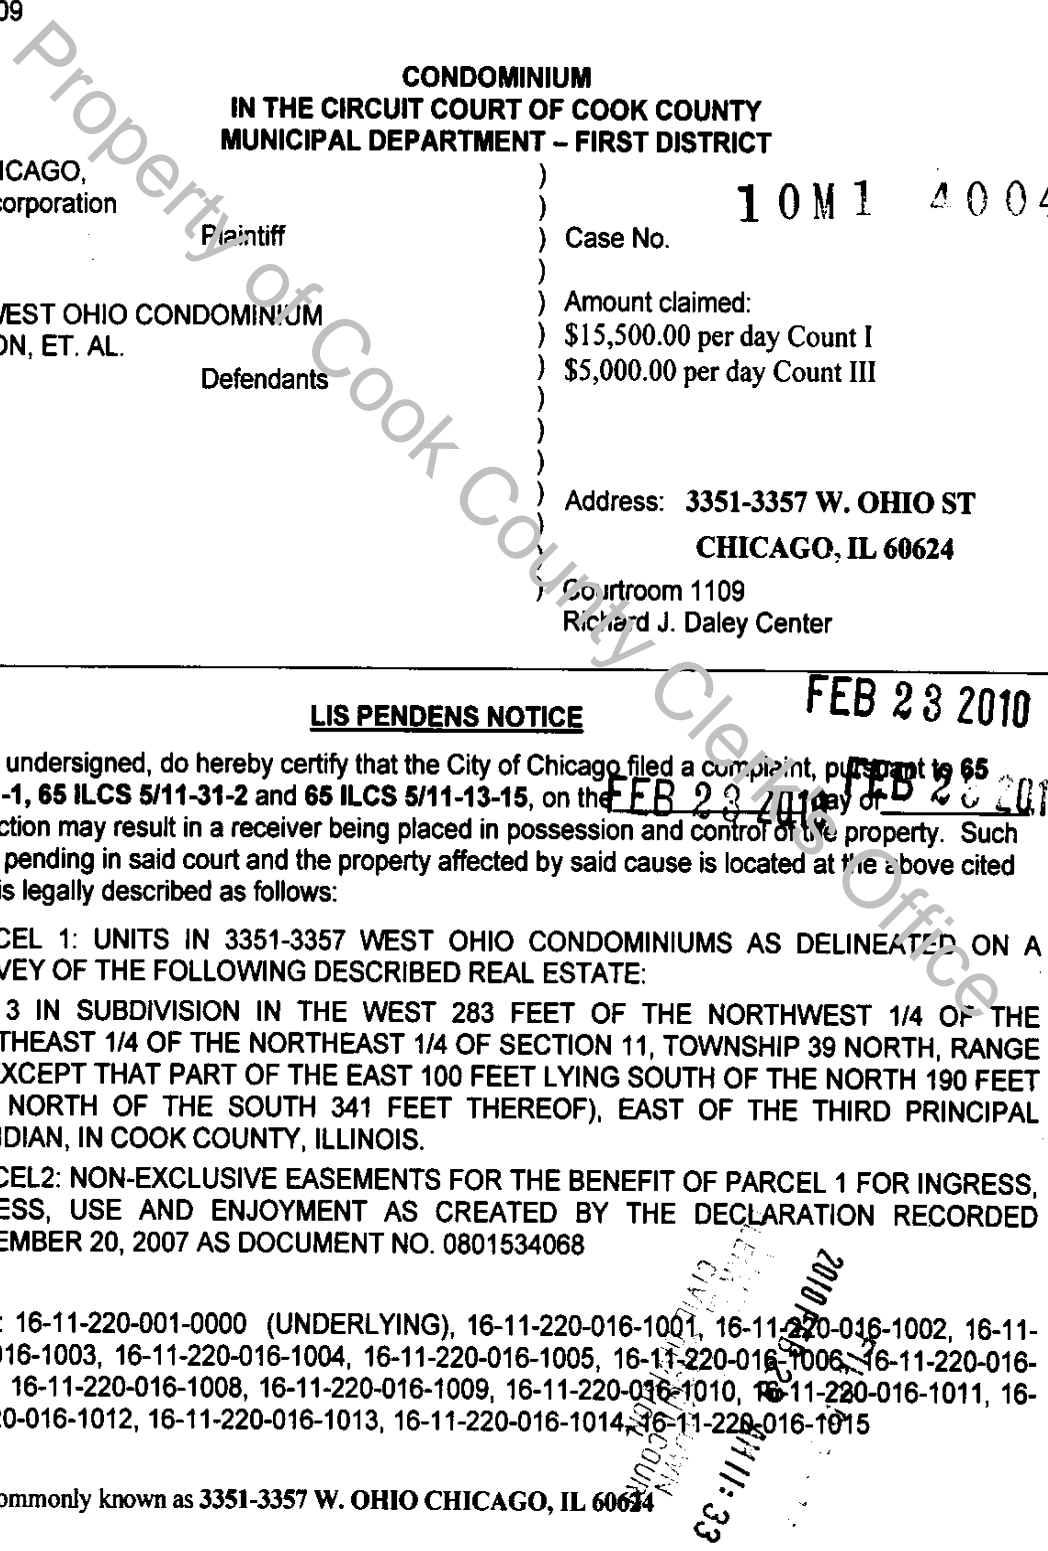 09
CONDOMINIUM
IN THE CIRCUIT COURT OF COOK COUNTY
MUNICIPAL DEPARTMENT – FIRST DISTRICT
ICAGO,
corporation
Plaintiff
VEST OHIO CONDOMINIUM
ON, ET. AL.
Defendants
)
)
)
)
)
)
)
)
)
)
)
)
)
)
10M1 4004
Case No.
Amount claimed:
$15,500.00 per day Count I
$5,000.00 per day Count III
Address: 3351-3357 W. OHIO ST
CHICAGO, IL 60624
Courtroom 1109
Richard J. Daley Center
LIS PENDENS NOTICE
FEB 23 2010
undersigned, do hereby certify that the City of Chicago filed a complaint, pursuant to 65
-1, 65 ILCS 5/11-31-2 and 65 ILCS 5/11-13-15, on the FEB 23 201 day of FEB 23 201
ction may result in a receiver being placed in possession and control of the property. Such
pending in said court and the property affected by said cause is located at the above cited
is legally described as follows:
CEL 1: UNITS IN 3351-3357 WEST OHIO CONDOMINIUMS AS DELINEATED ON A
VEY OF THE FOLLOWING DESCRIBED REAL ESTATE:
3 IN SUBDIVISION IN THE WEST 283 FEET OF THE NORTHWEST 1/4 OF THE
THEAST 1/4 OF THE NORTHEAST 1/4 OF SECTION 11, TOWNSHIP 39 NORTH, RANGE
XCEPT THAT PART OF THE EAST 100 FEET LYING SOUTH OF THE NORTH 190 FEET
NORTH OF THE SOUTH 341 FEET THEREOF), EAST OF THE THIRD PRINCIPAL
IDIAN, IN COOK COUNTY, ILLINOIS.
CEL2: NON-EXCLUSIVE EASEMENTS FOR THE BENEFIT OF PARCEL 1 FOR INGRESS,
ESS, USE AND ENJOYMENT AS CREATED BY THE DECLARATION RECORDED
EMBER 20, 2007 AS DOCUMENT NO. 0801534068
: 16-11-220-001-0000 (UNDERLYING), 16-11-220-016-1001, 16-11-220-016-1002, 16-11-
016-1003, 16-11-220-016-1004, 16-11-220-016-1005, 16-11-220-016-1006, 16-11-220-016-
16-11-220-016-1008, 16-11-220-016-1009, 16-11-220-016-1010, 16-11-220-016-1011, 16-
0-016-1012, 16-11-220-016-1013, 16-11-220-016-1014, 16-11-220-016-1015
ommonly known as 3351-3357 W. OHIO CHICAGO, IL 60624
2010 FEB 23 AM 11:33
Property of Cook County Clerk's Office